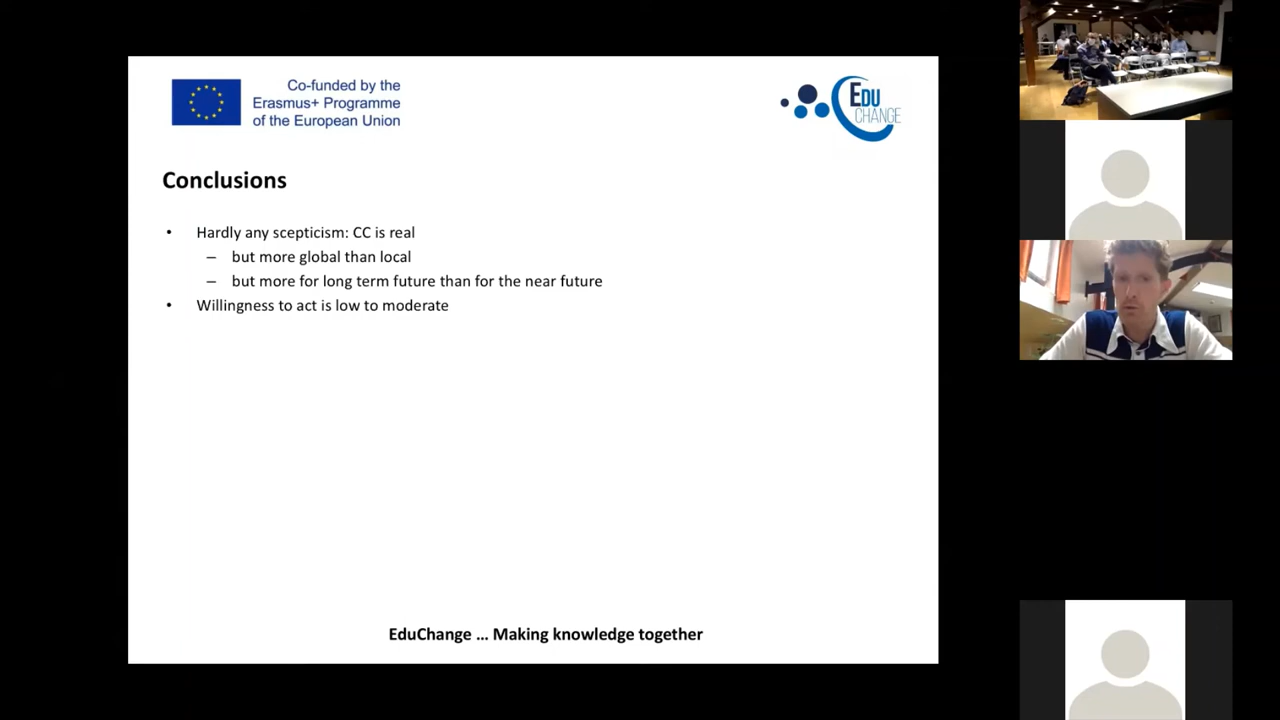 Co-funded by the
Erasmus+ Programme
of the European Union
EDU
CHANGE
Conclusions
• Hardly any scepticism: CC is real
– but more global than local
– but more for long term future than for the near future
• Willingness to act is low to moderate
EduChange … Making knowledge together